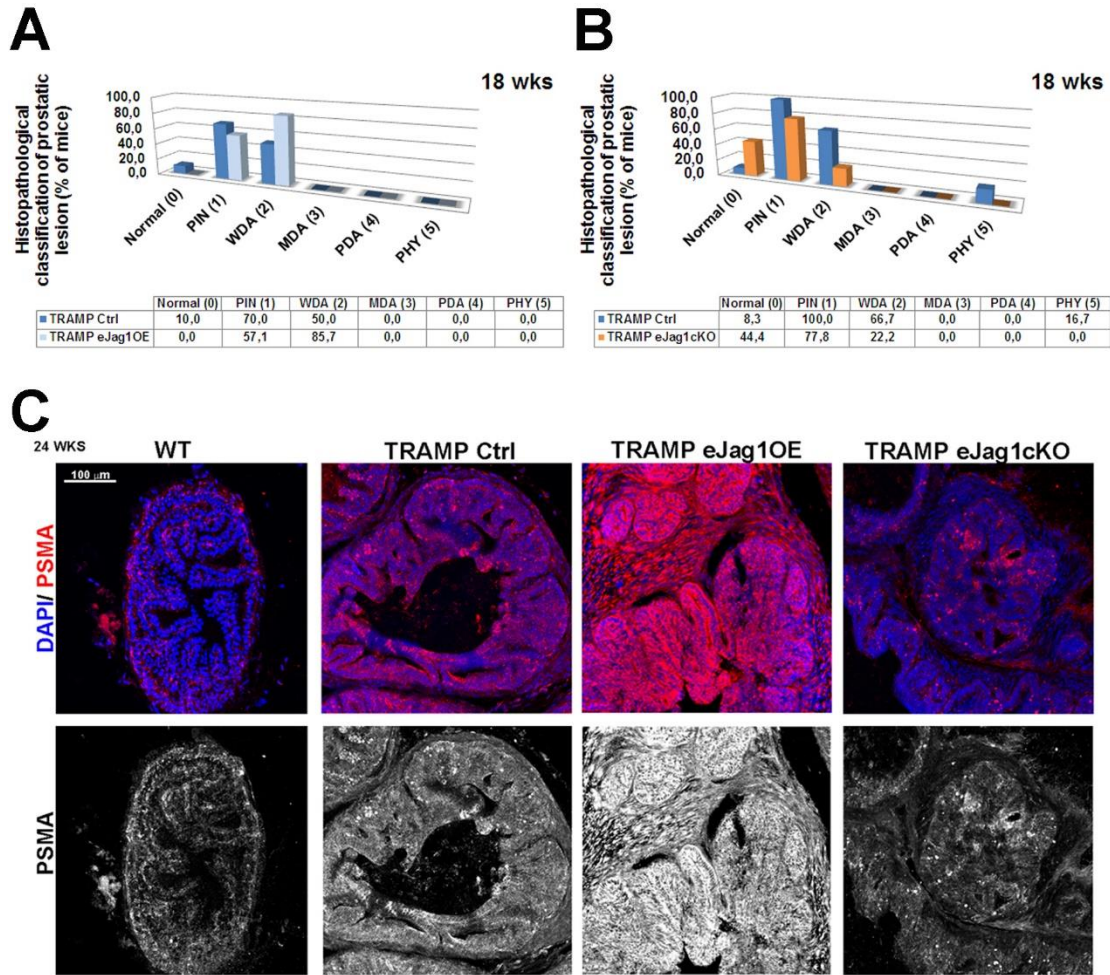 A
18 wks
Histopathological
classification of prostatic
lesion (% of mice)
100,0
80,0
60,0
40,0
20,0
0,0
Normal (0)
PIN (1)
WDA (2)
MDA (3)
PDA (4)
PHY (5)
Normal (0) PIN (1) WDA (2) MDA (3) PDA (4) PHY (5)
TRAMP Ctrl 10,0 70,0 50,0 0,0 0,0 0,0
TRAMP eJag1OE 0,0 57,1 85,7 0,0 0,0 0,0
B
18 wks
Histopathological
classification of prostatic
lesion (% of mice)
100,0
80,0
60,0
40,0
20,0
0,0
Normal (0)
PIN (1)
WDA (2)
MDA (3)
PDA (4)
PHY (5)
Normal (0) PIN (1) WDA (2) MDA (3) PDA (4) PHY (5)
TRAMP Ctrl 8,3 100,0 66,7 0,0 0,0 16,7
TRAMP eJag1cKO 44,4 77,8 22,2 0,0 0,0 0,0
C
24 WKS
WT
TRAMP Ctrl
TRAMP eJag1OE
TRAMP eJag1cKO
100 µm
DAPI/ PSMA
PSMA